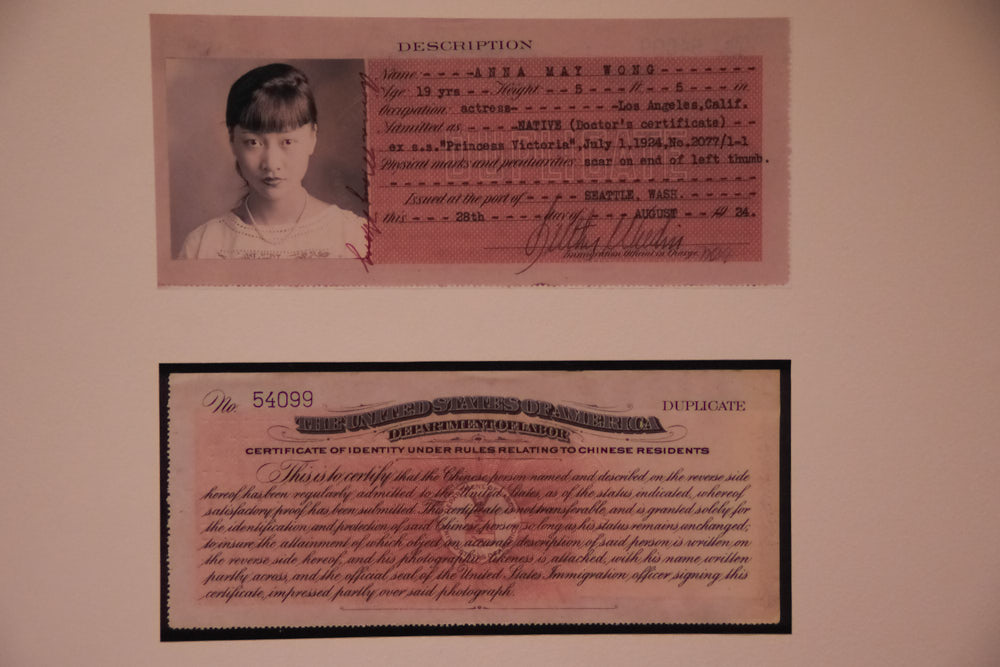 DESCRIPTION
Name - - - - ANNA MAY WONG - - - - - - -
Age 19 yrs - - Height - - 5 - - ft. - - 5 - - in
Occupation: actress- - - - - - - -Los Angeles,Calif.
Admitted as - - - -NATIVE (Doctor's certificate) - -
ex s.s."Princess Victoria",July 1,1924,No.2077/1-1
Physical marks and peculiarities scar on end of left thumb.
Issued at the port of - - - - SEATTLE, WASH. - - - -
this - - - 28th - - - day of - - - AUGUST - - 19 24.
Immigration Official in Charge.
DUPLICATE
No. 54099
THE UNITED STATES OF AMERICA
DUPLICATE
DEPARTMENT OF LABOR
CERTIFICATE OF IDENTITY UNDER RULES RELATING TO CHINESE RESIDENTS
This is to certify that the Chinese person named and described on the reverse side
hereof has been regularly admitted to the United States, as of the status indicated, whereof
satisfactory proof has been submitted. This certificate is not transferable, and is granted solely for
the identification and protection of said Chinese person so long as his status remains unchanged;
to insure the attainment of which object an accurate description of said person is written on
the reverse side hereof, and his photographic likeness is attached, with his name written
partly across, and the official seal of the United States Immigration officer signing this
certificate, impressed partly over said photograph.